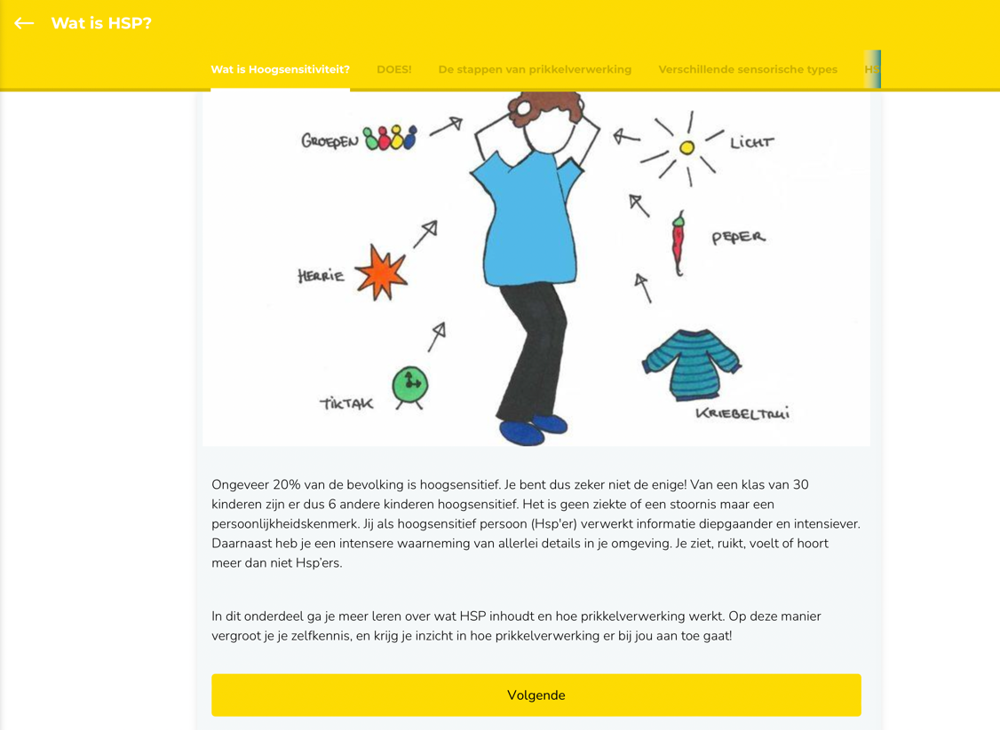 Wat is HSP?
Wat is Hoogsensitiviteit? DOES! De stappen van prikkelverwerking Verschillende sensorische types
GROEPEN
LICHT
PEPER
HERRIE
TIKTAK
KRIEBELTRUI
Ongeveer 20% van de bevolking is hoogsensitief. Je bent dus zeker niet de enige! Van een klas van 30
kinderen zijn er dus 6 andere kinderen hoogsensitief. Het is geen ziekte of een stoornis maar een
persoonlijkheidskenmerk. Jij als hoogsensitief persoon (Hsp'er) verwerkt informatie diepgaander en intensiever.
Daarnaast heb je een intensere waarneming van allerlei details in je omgeving. Je ziet, ruikt, voelt of hoort
meer dan niet Hsp’ers.
In dit onderdeel ga je meer leren over wat HSP inhoudt en hoe prikkelverwerking werkt. Op deze manier
vergroot je je zelfkennis, en krijg je inzicht in hoe prikkelverwerking er bij jou aan toe gaat!
Volgende